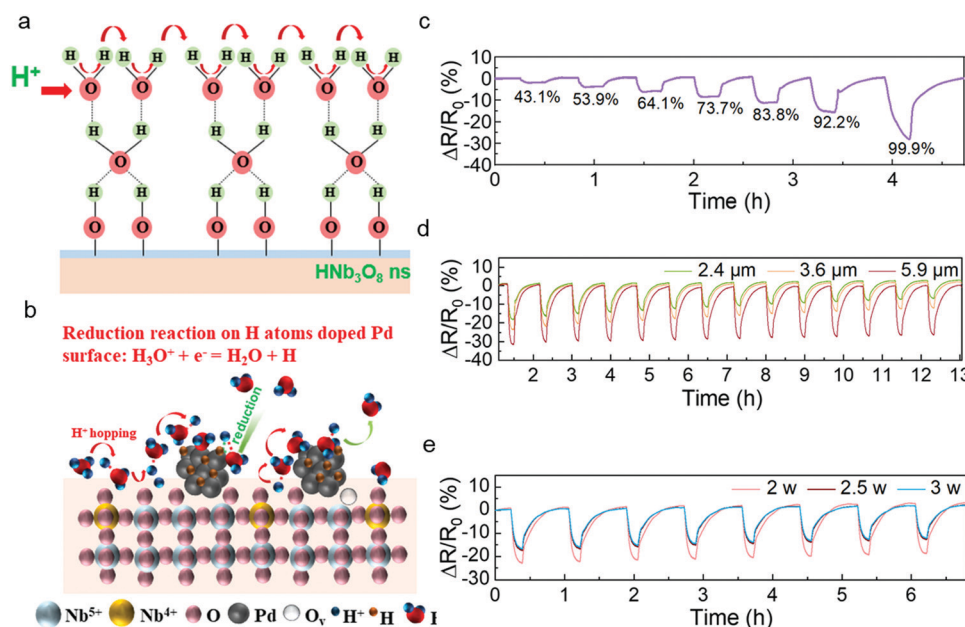 a
H H H H H H H H H H H H
H⁺
O O O O O O
H H H H H H
O O O
H H H H H H
O O O O O O
HNb₃O₈ ns
b
Reduction reaction on H atoms doped Pd
surface: H₃O⁺ + e⁻ = H₂O + H
H⁺ hopping
reduction
Nb⁵⁺ Nb⁴⁺ O Pd Oᵥ H⁺ H
c
ΔR/R₀ (%)
10
0
-10
-20
-30
-40
43.1% 53.9% 64.1% 73.7% 83.8% 92.2% 99.9%
0 1 2 3 4
Time (h)
d
ΔR/R₀ (%)
10
0
-10
-20
-30
-40
2.4 μm 3.6 μm 5.9 μm
2 3 4 5 6 7 8 9 10 11 12 13
Time (h)
e
ΔR/R₀ (%)
10
0
-10
-20
-30
2 w 2.5 w 3 w
0 1 2 3 4 5 6
Time (h)